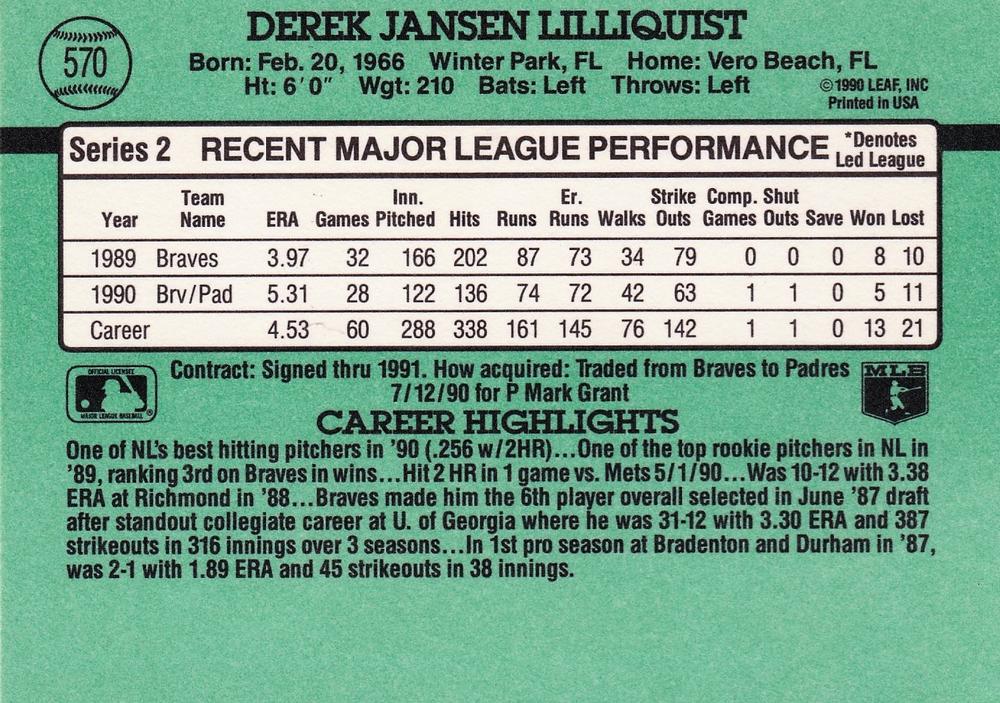 570
DEREK JANSEN LILLIQUIST
Born: Feb. 20, 1966 Winter Park, FL Home: Vero Beach, FL
Ht: 6'0" Wgt: 210 Bats: Left Throws: Left
©1990 LEAF, INC
Printed in USA
Series 2 RECENT MAJOR LEAGUE PERFORMANCE *Denotes Led League
Year Team Name ERA Games Inn. Pitched Hits Runs Er. Runs Walks Strike Outs Comp. Games Shut Outs Save Won Lost
1989 Braves 3.97 32 166 202 87 73 34 79 0 0 0 8 10
1990 Brv/Pad 5.31 28 122 136 74 72 42 63 1 1 0 5 11
Career 4.53 60 288 338 161 145 76 142 1 1 0 13 21
OFFICIAL LICENSEE
MAJOR LEAGUE BASEBALL
®
Contract: Signed thru 1991. How acquired: Traded from Braves to Padres
7/12/90 for P Mark Grant
MLB
CAREER HIGHLIGHTS
One of NL's best hitting pitchers in '90 (.256 w/2HR)...One of the top rookie pitchers in NL in
'89, ranking 3rd on Braves in wins...Hit 2 HR in 1 game vs. Mets 5/1/90...Was 10-12 with 3.38
ERA at Richmond in '88...Braves made him the 6th player overall selected in June '87 draft
after standout collegiate career at U. of Georgia where he was 31-12 with 3.30 ERA and 387
strikeouts in 316 innings over 3 seasons...In 1st pro season at Bradenton and Durham in '87,
was 2-1 with 1.89 ERA and 45 strikeouts in 38 innings.